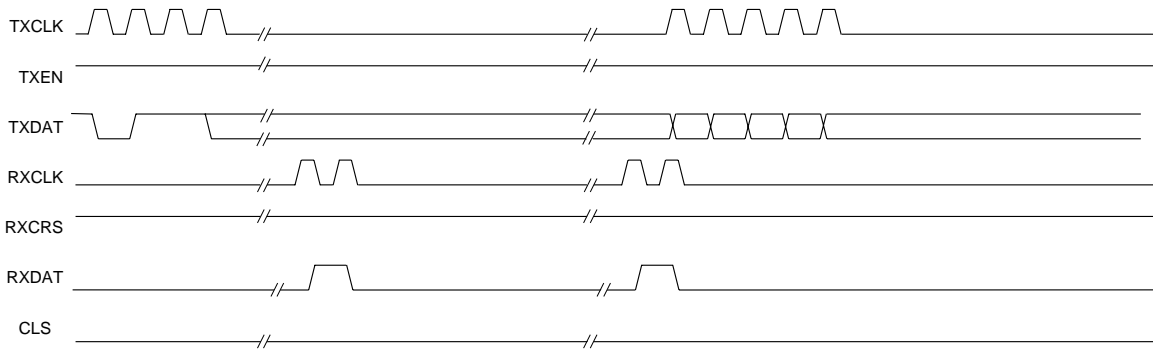 TXCLK
TXEN
TXDAT
RXCLK
RXCRS
RXDAT
CLS